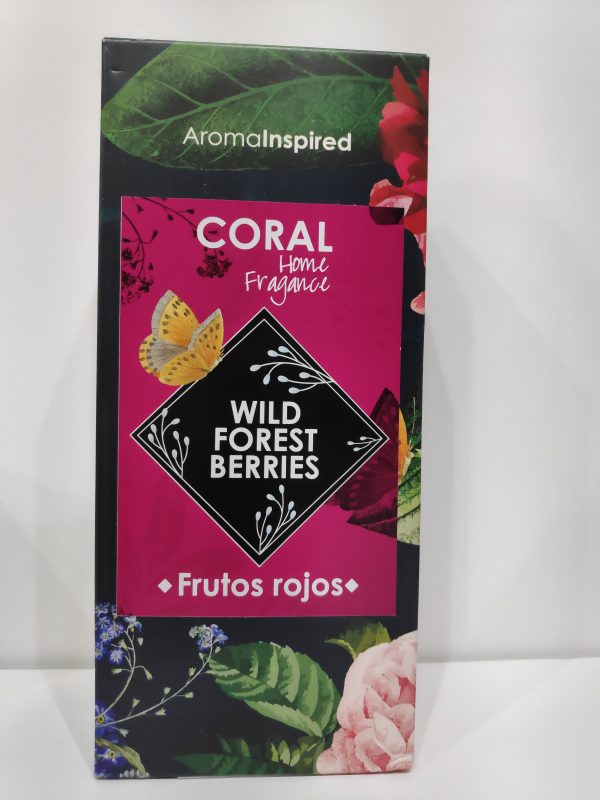 AromaInspired
CORAL
Home
Fragance
WILD
FOREST
BERRIES
Frutos rojos